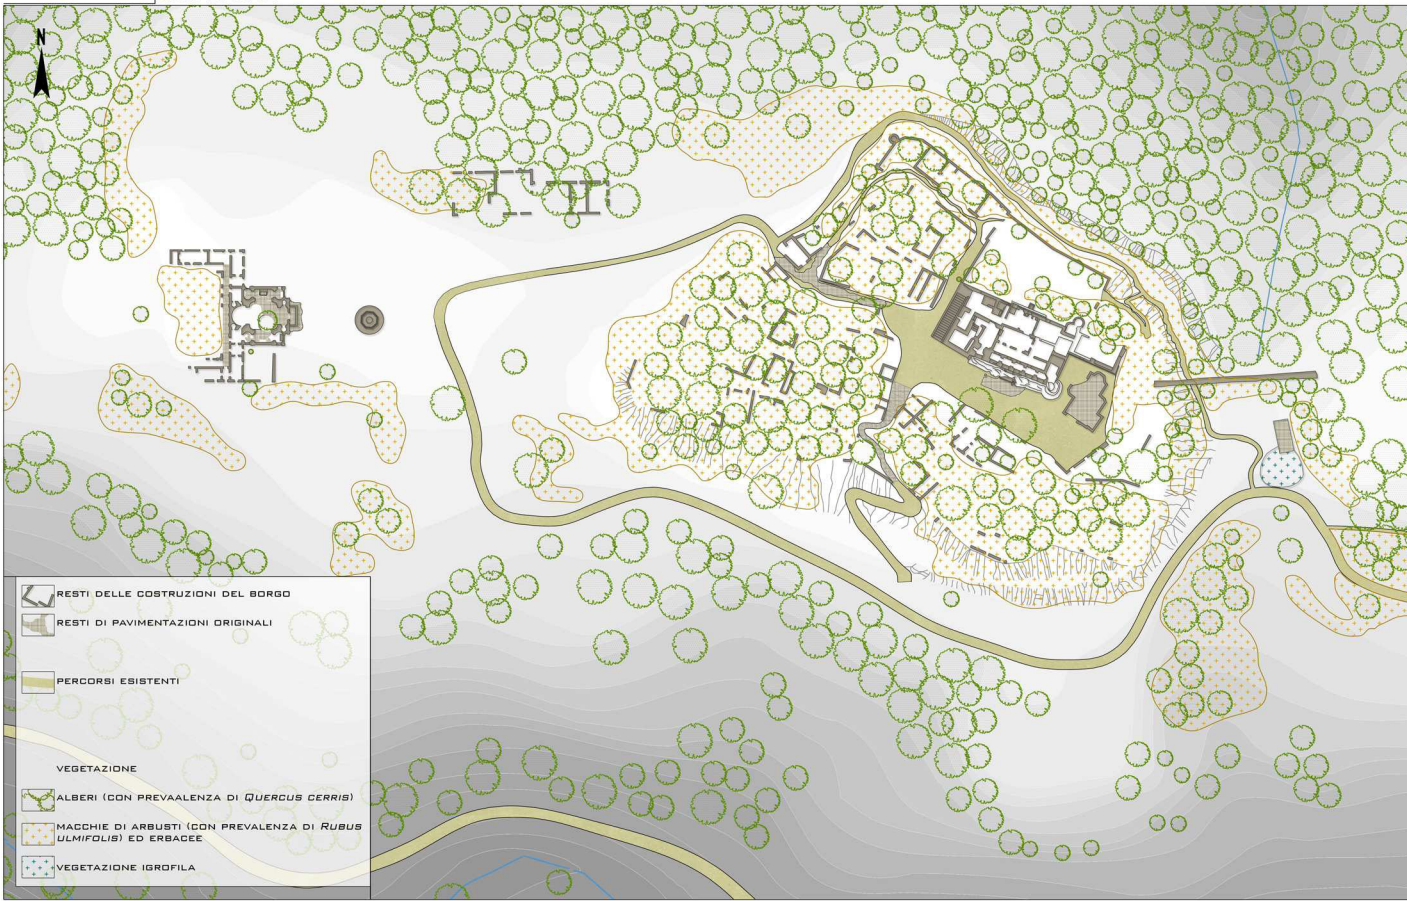 N
RESTI DELLE COSTRUZIONI DEL BORGO
RESTI DI PAVIMENTAZIONI ORIGINALI
PERCORSI ESISTENTI
VEGETAZIONE
ALBERI (CON PREVAALENZA DI QUERCUS CERRIS)
MACCHIE DI ARBUSTI (CON PREVALENZA DI RUBUS
ULMIFOLIS) ED ERBACEE
VEGETAZIONE IGROFILA